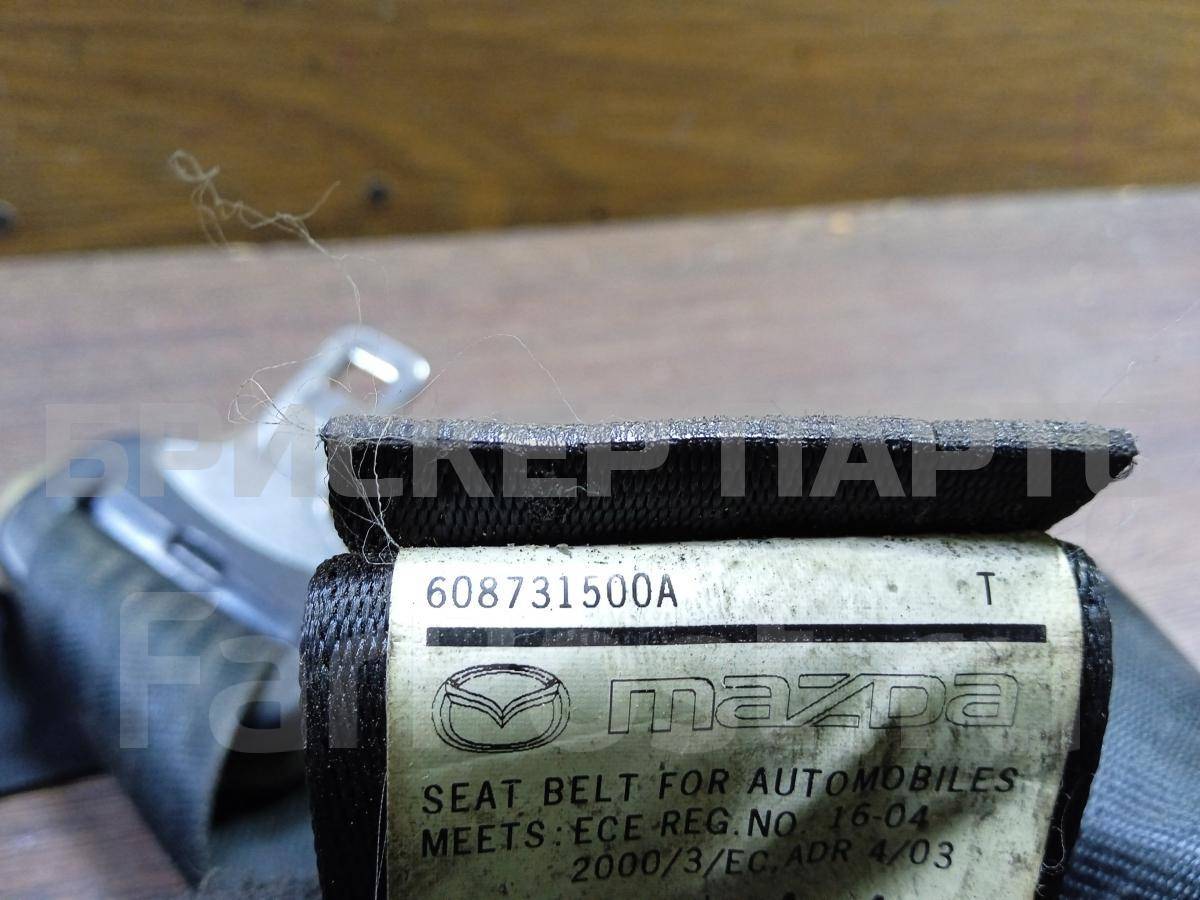 БРИСКЕР ПАРТС
608731500A T
mazda
SEAT BELT FOR AUTOMOBILES
MEETS: ECE REG. NO. 16-04
2000/3/EC, ADR 4/03